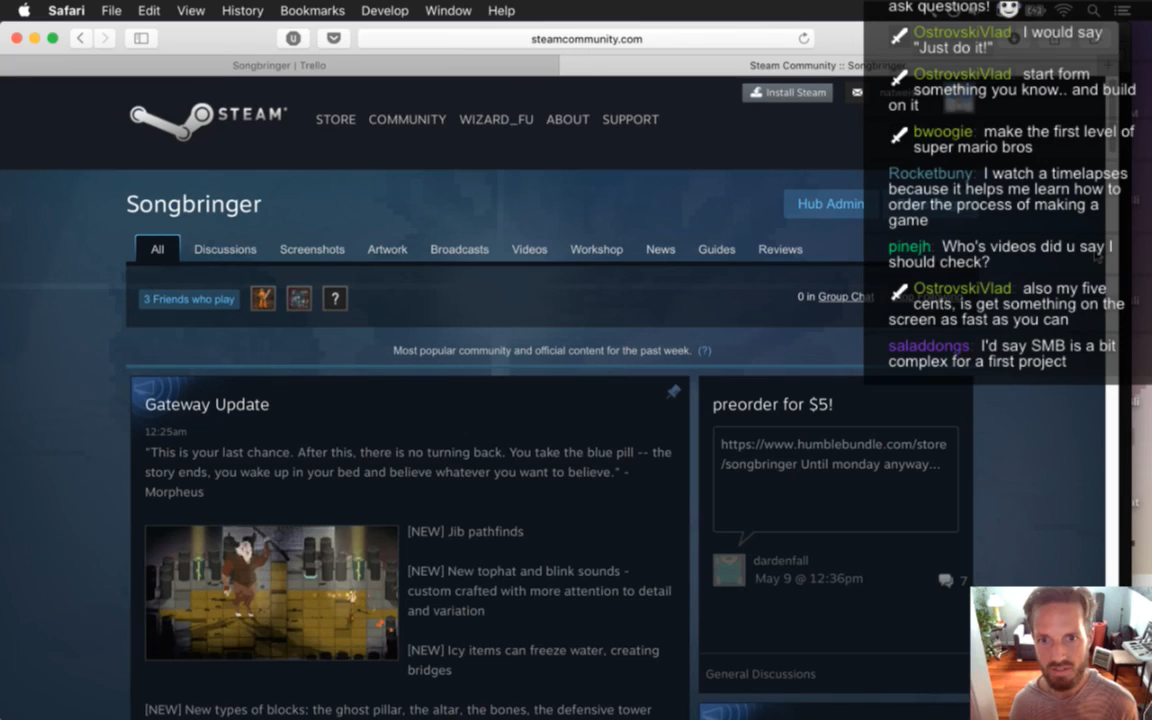 Safari File Edit View History Bookmarks Develop Window Help
steamcommunity.com
Songbringer | Trello
Steam Community :: Songbringer
ask questions!
OstrovskiVlad: I would say
"Just do it!"
OstrovskiVlad: start form
something you know.. and build
on it
bwoogie: make the first level of
super mario bros
Rocketbuny: I watch a timelapses
because it helps me learn how to
order the process of making a
game
pinejh: Who's videos did u say I
should check?
OstrovskiVlad: also my five
cents, is get something on the
screen as fast as you can
saladdongs: I'd say SMB is a bit
complex for a first project
Install Steam
STEAM®
STORE COMMUNITY WIZARD_FU ABOUT SUPPORT
Songbringer
Hub Admin
All Discussions Screenshots Artwork Broadcasts Videos Workshop News Guides Reviews
3 Friends who play
?
0 in Group Chat
Most popular community and official content for the past week. (?)
Gateway Update
12:25am
"This is your last chance. After this, there is no turning back. You take the blue pill -- the
story ends, you wake up in your bed and believe whatever you want to believe." -
Morpheus
[NEW] Jib pathfinds
[NEW] New tophat and blink sounds -
custom crafted with more attention to detail
and variation
[NEW] Icy items can freeze water, creating
bridges
[NEW] New types of blocks: the ghost pillar, the altar, the bones, the defensive tower
preorder for $5!
https://www.humblebundle.com/store
/songbringer Until monday anyway...
dardenfall
May 9 @ 12:36pm
7
General Discussions